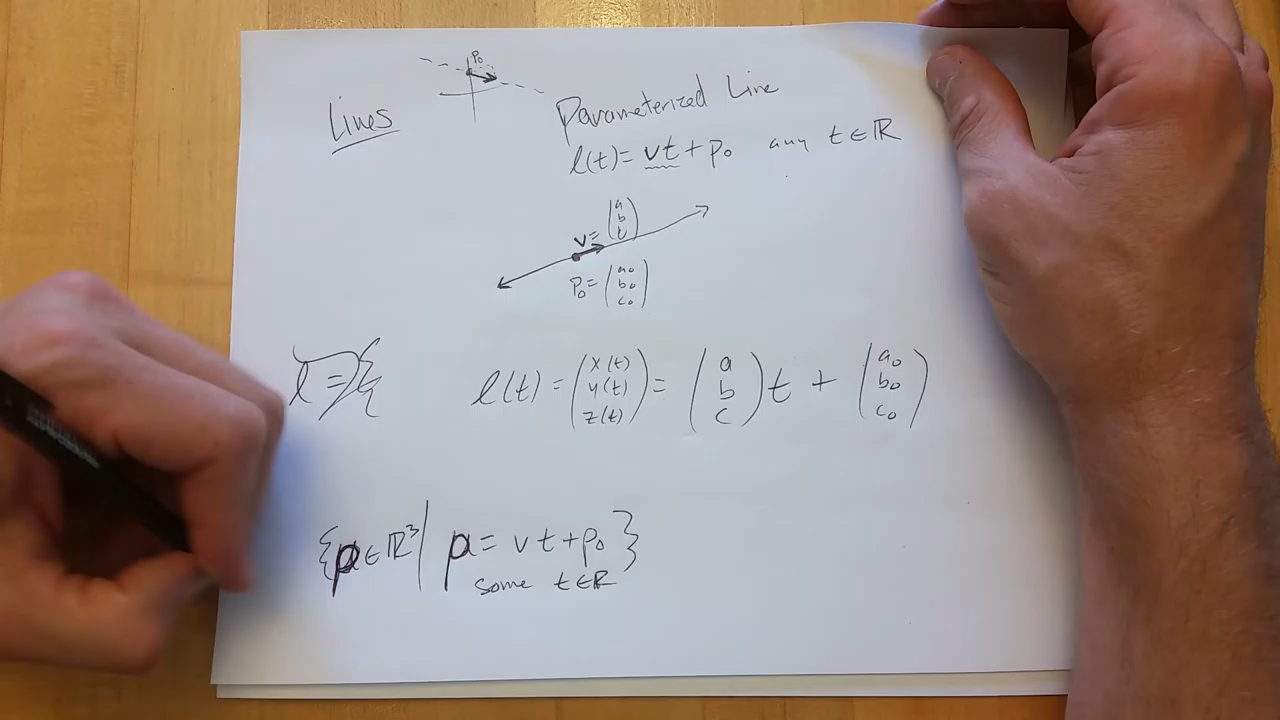 p₀
Lines
Parameterized Line
l(t) = vt + p₀ any t ∈ ℝ
v = (a b c)
p₀ = (a₀ b₀ c₀)
l = {
l(t) = (x(t) y(t) z(t)) = (a b c) t + (a₀ b₀ c₀)
{p ∈ ℝ³ | p = vt + p₀}
some t ∈ ℝ